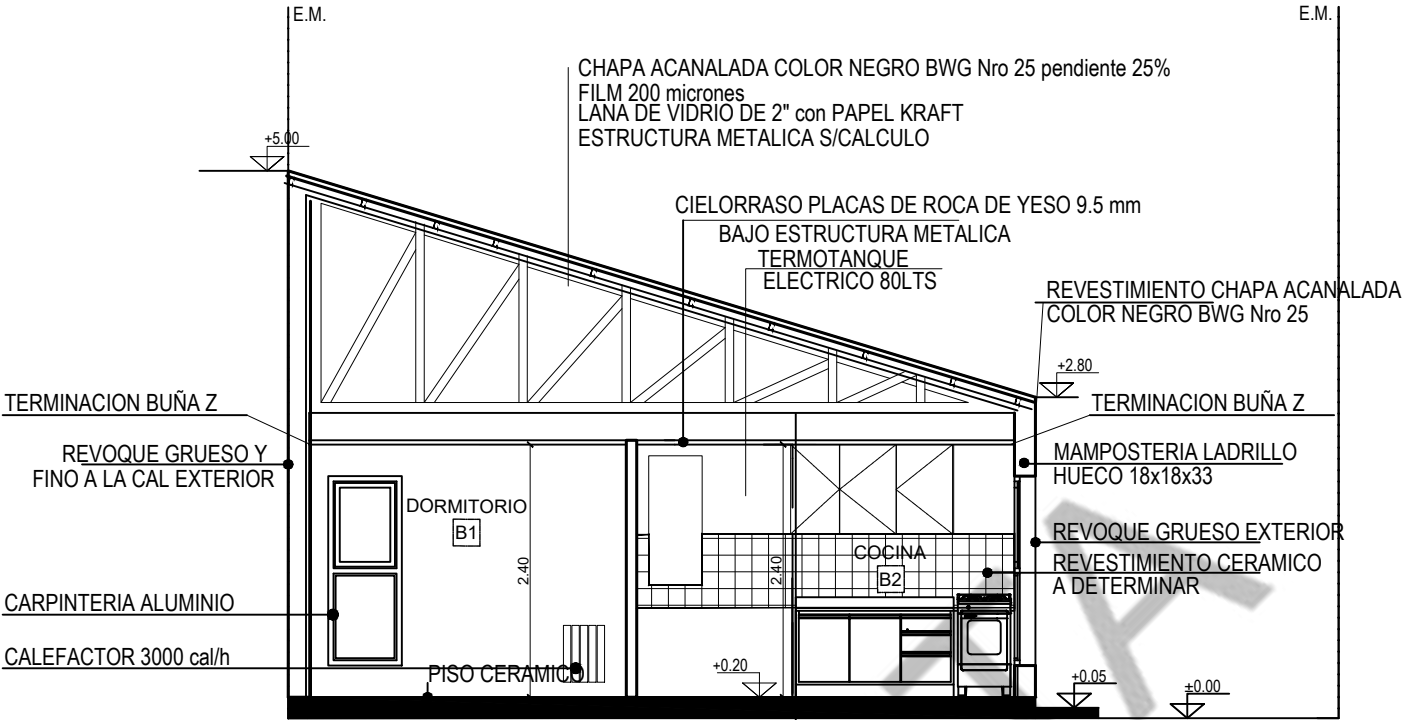 E.M.
E.M.
CHAPA ACANALADA COLOR NEGRO BWG Nro 25 pendiente 25%
FILM 200 micrones
LANA DE VIDRIO DE 2" con PAPEL KRAFT
ESTRUCTURA METALICA S/CALCULO
+5.00
CIELORRASO PLACAS DE ROCA DE YESO 9.5 mm
BAJO ESTRUCTURA METALICA
TERMOTANQUE
ELECTRICO 80LTS
REVESTIMIENTO CHAPA ACANALADA
COLOR NEGRO BWG Nro 25
+2.80
TERMINACION BUÑA Z
TERMINACION BUÑA Z
REVOQUE GRUESO Y
FINO A LA CAL EXTERIOR
MAMPOSTERIA LADRILLO
HUECO 18x18x33
DORMITORIO
B1
REVOQUE GRUESO EXTERIOR
COCINA
B2
REVESTIMIENTO CERAMICO
A DETERMINAR
2.40
2.40
CARPINTERIA ALUMINIO
CALEFACTOR 3000 cal/h
PISO CERAMICO
+0.20
+0.05
±0.00